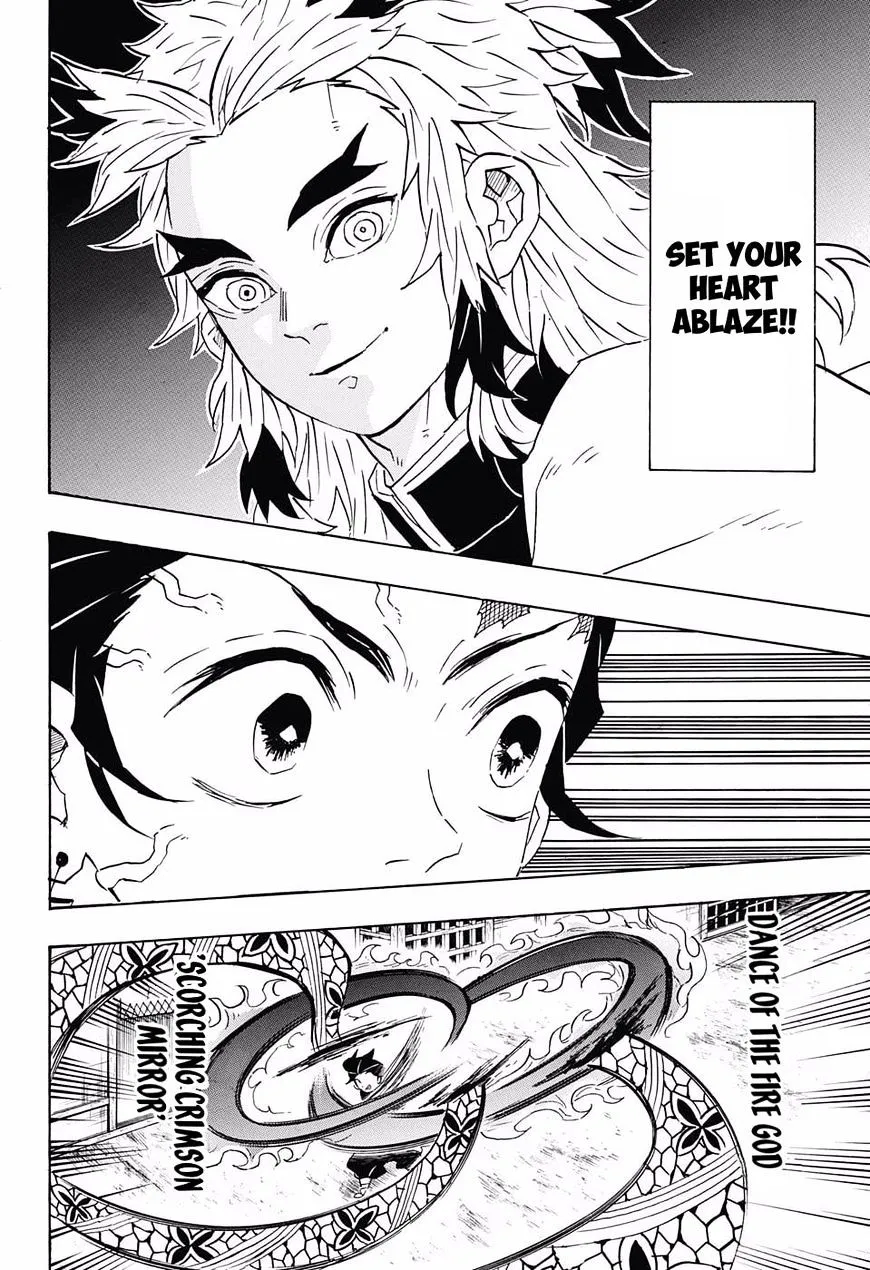 SET YOUR
HEART
ABLAZE!!
DANCE OF THE FIRE GOD
'SCORCHING CRIMSON
MIRROR'